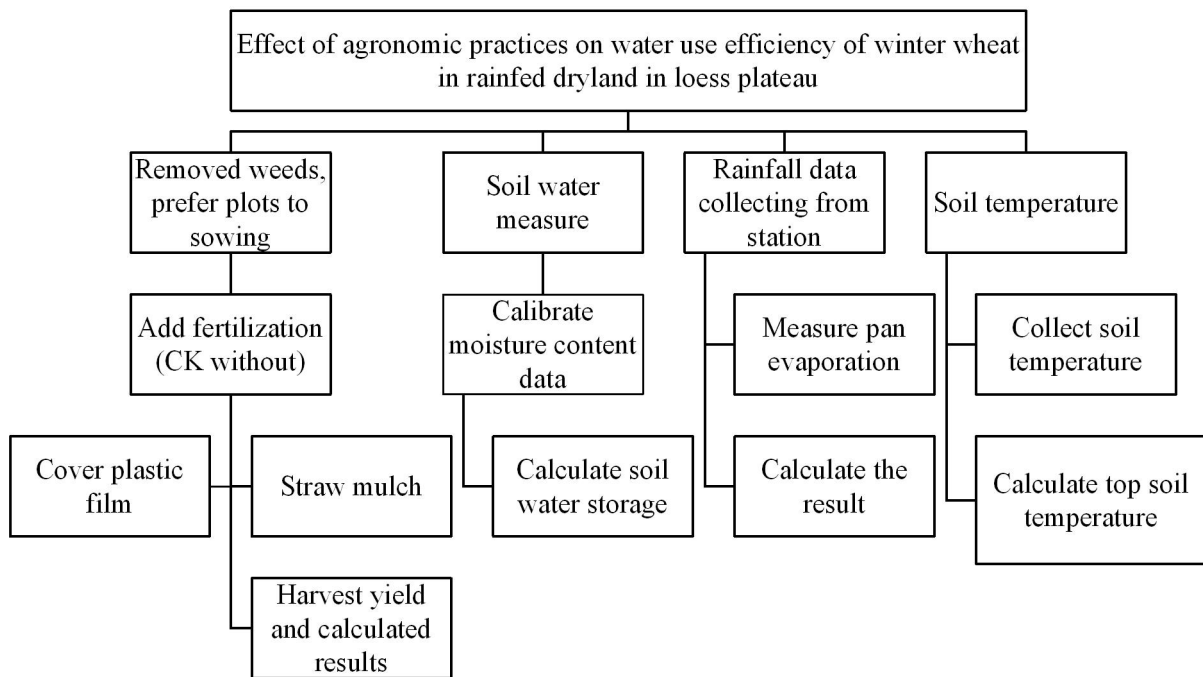 Effect of agronomic practices on water use efficiency of winter wheat
in rainfed dryland in loess plateau
Removed weeds,
prefer plots to
sowing
Soil water
measure
Rainfall data
collecting from
station
Soil temperature
Add fertilization
(CK without)
Calibrate
moisture content
data
Measure pan
evaporation
Collect soil
temperature
Cover plastic
film
Straw mulch
Calculate soil
water storage
Calculate the
result
Calculate top soil
temperature
Harvest yield
and calculated
results